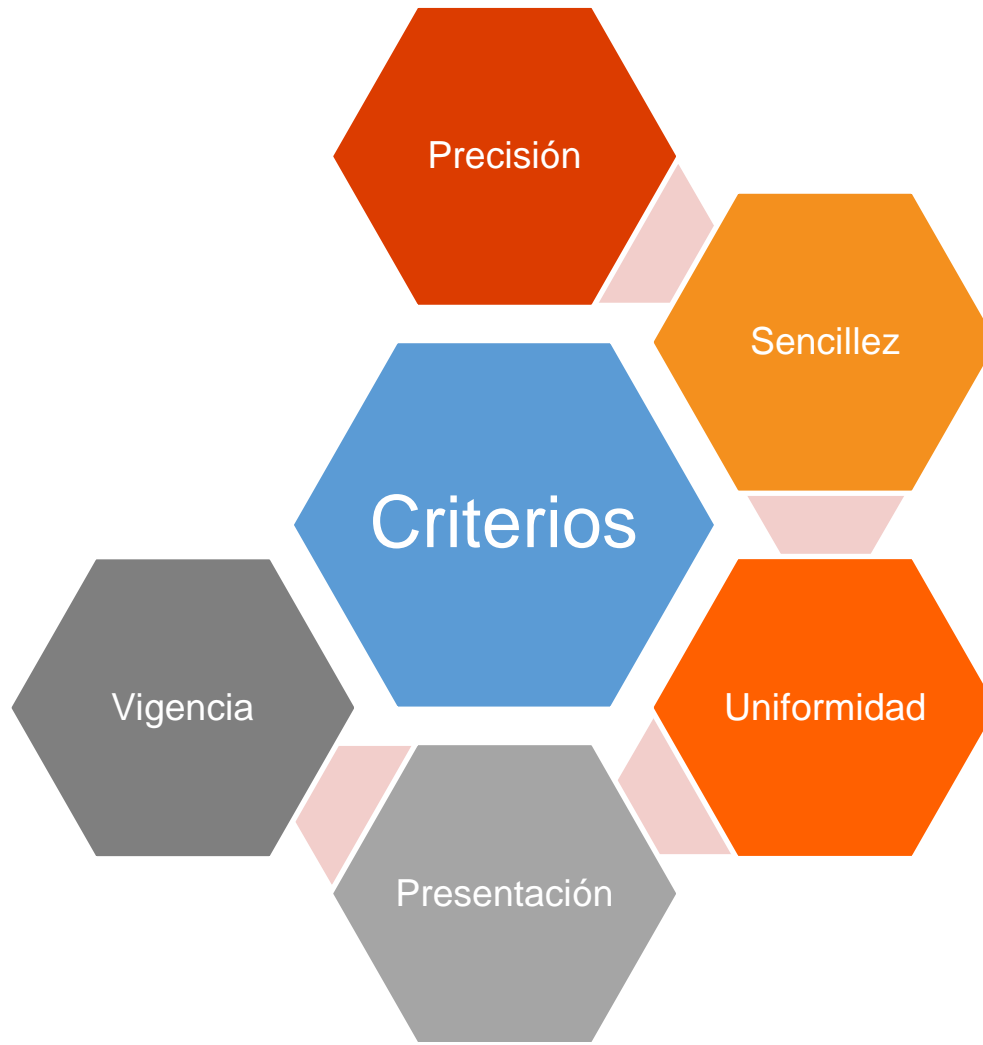 Precisión
Sencillez
Criterios
Uniformidad
Vigencia
Presentación